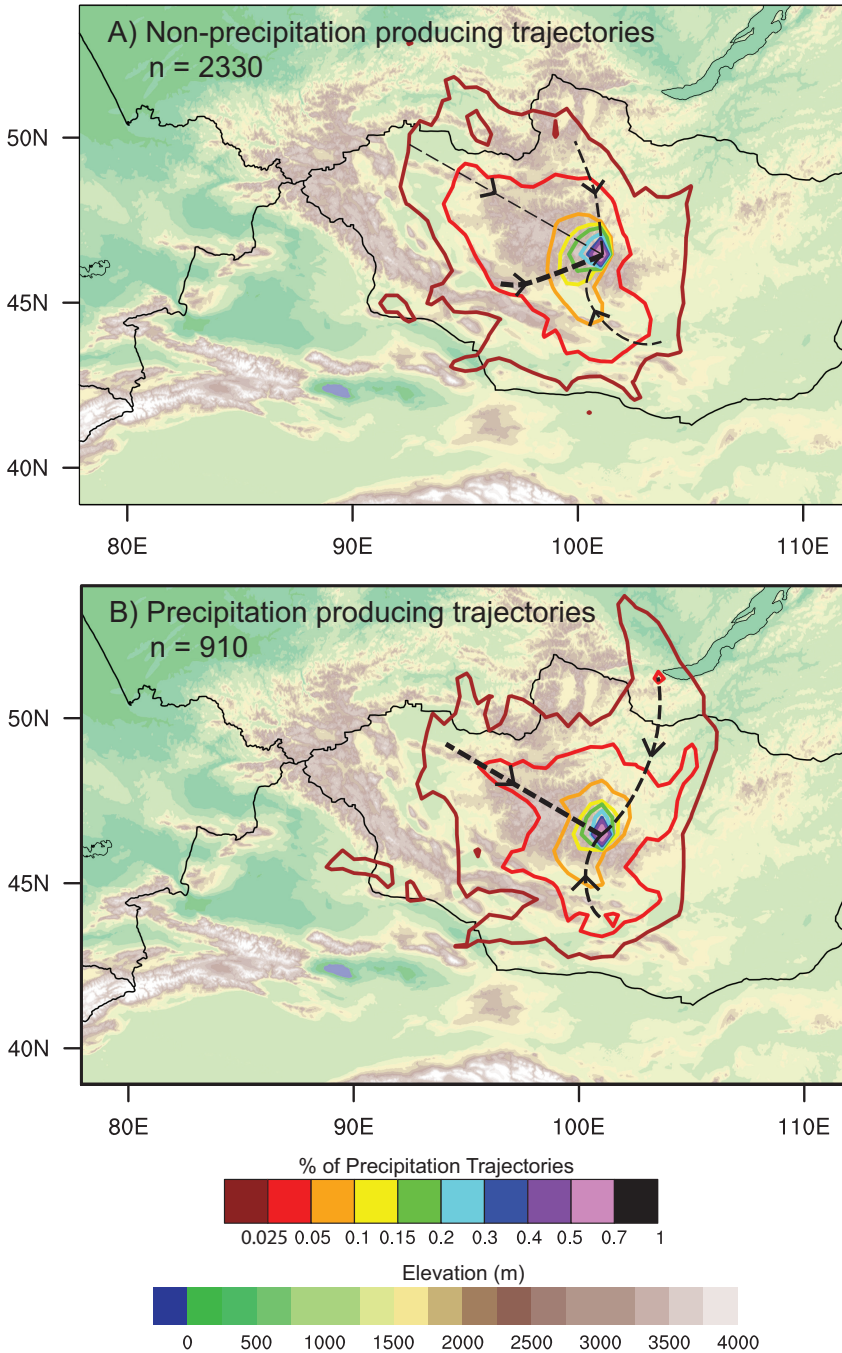 A) Non-precipitation producing trajectories
n = 2330
50N
45N
40N
80E 90E 100E 110E
B) Precipitation producing trajectories
n = 910
50N
45N
40N
80E 90E 100E 110E
% of Precipitation Trajectories
0.025 0.05 0.1 0.15 0.2 0.3 0.4 0.5 0.7 1
Elevation (m)
0 500 1000 1500 2000 2500 3000 3500 4000